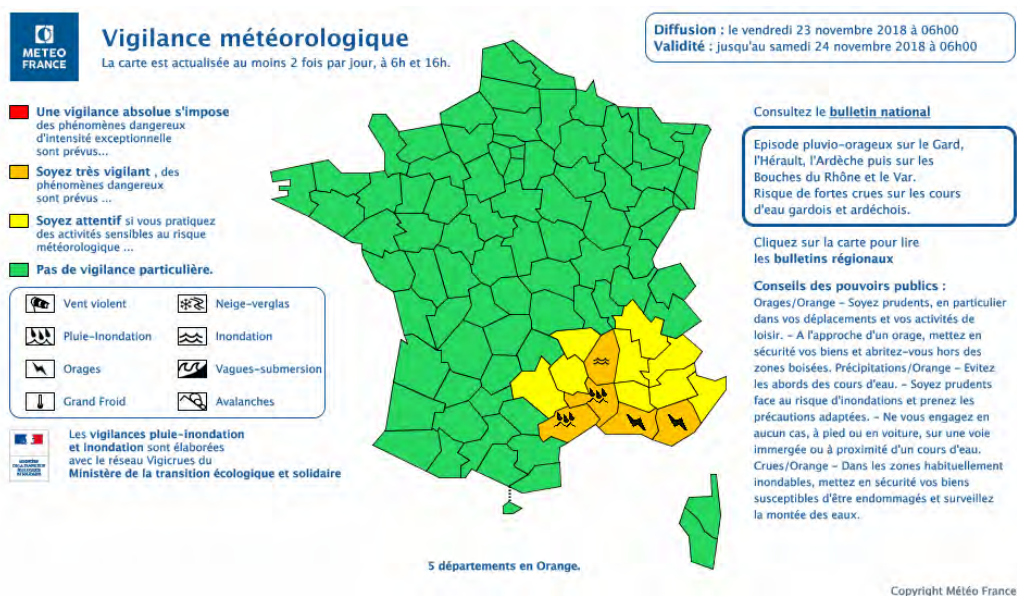 METEO
FRANCE
Vigilance météorologique
La carte est actualisée au moins 2 fois par jour, à 6h et 16h.
Diffusion : le vendredi 23 novembre 2018 à 06h00
Validité : jusqu'au samedi 24 novembre 2018 à 06h00
Une vigilance absolue s'impose
des phénomènes dangereux
d'intensité exceptionnelle
sont prévus...
Soyez très vigilant , des
phénomènes dangereux
sont prévus ...
Soyez attentif si vous pratiquez
des activités sensibles au risque
météorologique ...
Pas de vigilance particulière.
Vent violent
Neige-verglas
Pluie-Inondation
Inondation
Orages
Vagues-submersion
Grand Froid
Avalanches
Les vigilances pluie-inondation
et inondation sont élaborées
avec le réseau Vigicrues du
Ministère de la transition écologique et solidaire
Consultez le bulletin national
Episode pluvio-orageux sur le Gard,
l'Hérault, l'Ardèche puis sur les
Bouches du Rhône et le Var.
Risque de fortes crues sur les cours
d'eau gardois et ardéchois.
Cliquez sur la carte pour lire
les bulletins régionaux
Conseils des pouvoirs publics :
Orages/Orange – Soyez prudents, en particulier
dans vos déplacements et vos activités de
loisir. – A l'approche d'un orage, mettez en
sécurité vos biens et abritez-vous hors des
zones boisées. Précipitations/Orange – Evitez
les abords des cours d'eau. – Soyez prudents
face au risque d'inondations et prenez les
précautions adaptées. – Ne vous engagez en
aucun cas, à pied ou en voiture, sur une voie
immergée ou à proximité d'un cours d'eau.
Crues/Orange – Dans les zones habituellement
inondables, mettez en sécurité vos biens
susceptibles d'être endommagés et surveillez
la montée des eaux.
5 départements en Orange.
Copyright Météo France